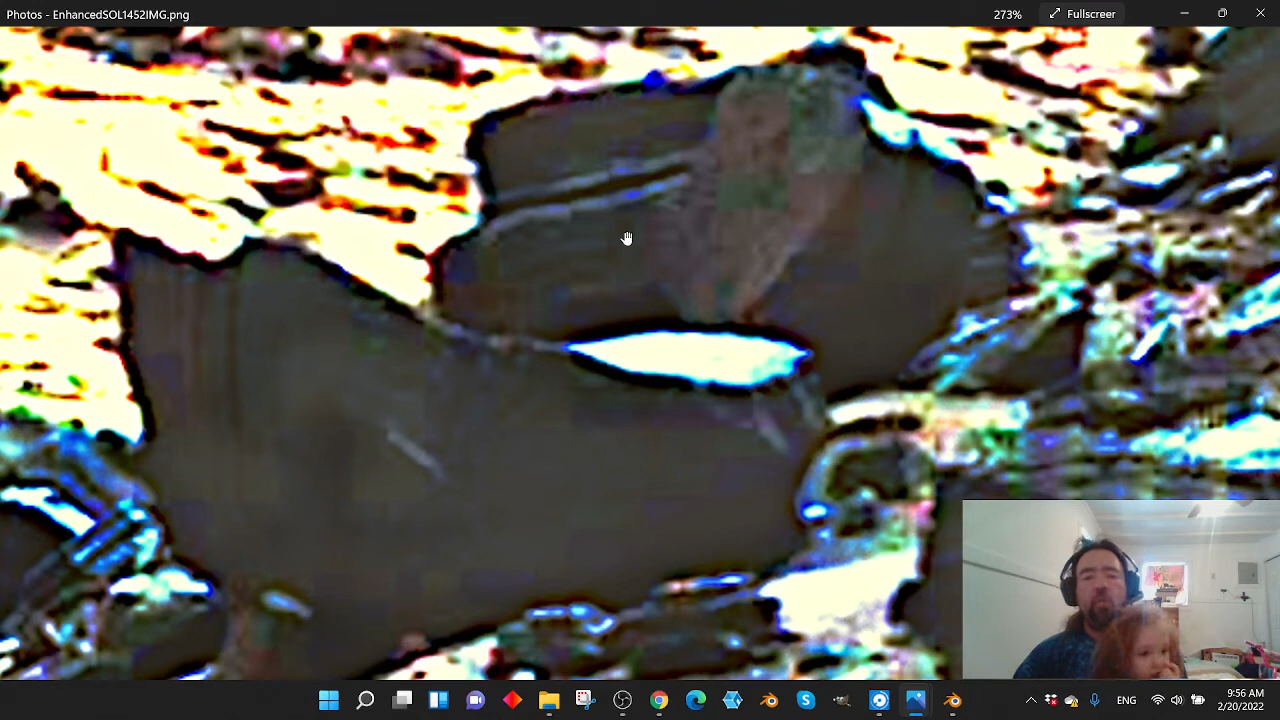 Photos - EnhancedSOL1452IMG.png
273%
Fullscreen
ENG
9:56 AM
2/20/2022